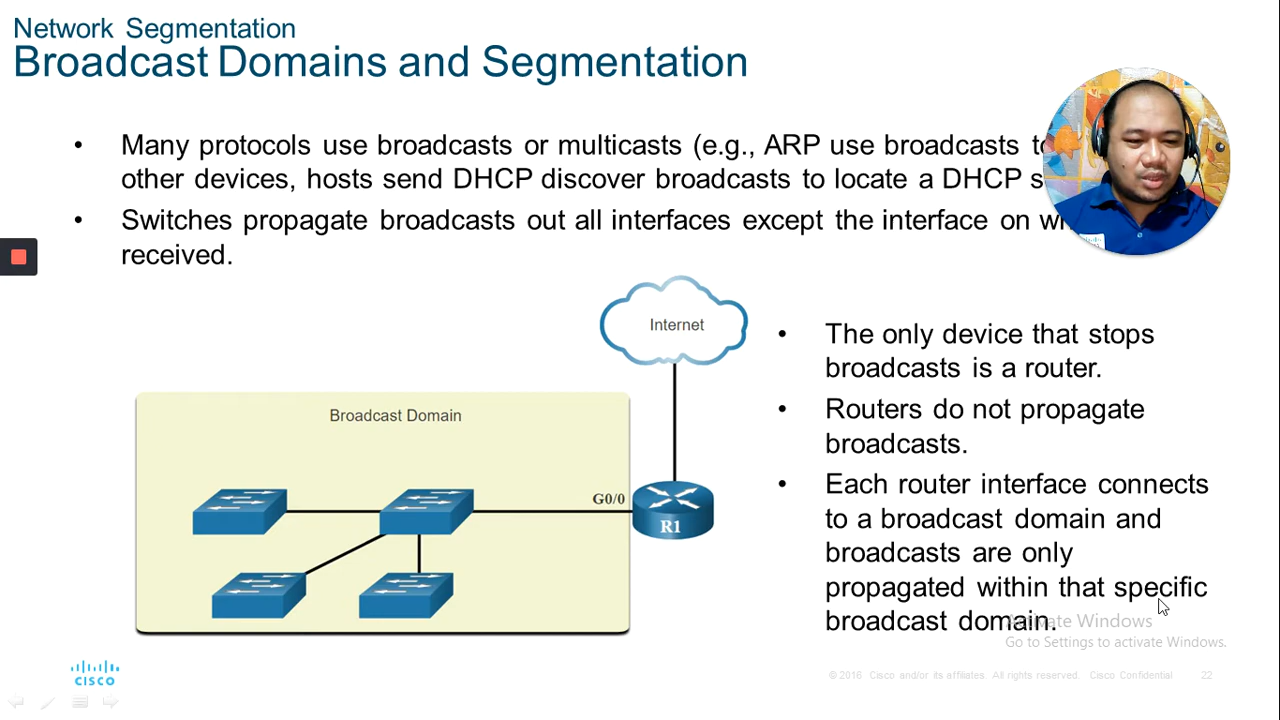 Network Segmentation
Broadcast Domains and Segmentation
• Many protocols use broadcasts or multicasts (e.g., ARP use broadcasts
other devices, hosts send DHCP discover broadcasts to locate a DHCP
• Switches propagate broadcasts out all interfaces except the interface on
received.
Internet
Broadcast Domain
G0/0
R1
• The only device that stops
broadcasts is a router.
• Routers do not propagate
broadcasts.
• Each router interface connects
to a broadcast domain and
broadcasts are only
propagated within that specific
broadcast domain.
Activate Windows
Go to Settings to activate Windows.
CISCO
© 2016 Cisco and/or its affiliates. All rights reserved. Cisco Confidential 22